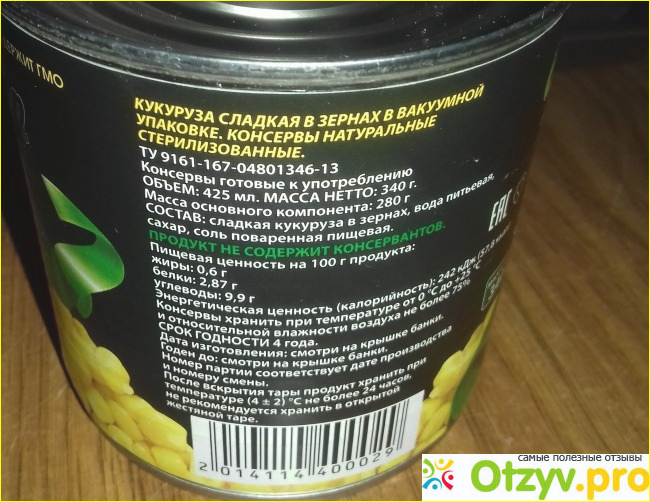 ДЕРЖИТ ГМО
КУКУРУЗА СЛАДКАЯ В ЗЕРНАХ В ВАКУУМНОЙ
УПАКОВКЕ. КОНСЕРВЫ НАТУРАЛЬНЫЕ
СТЕРИЛИЗОВАННЫЕ.
ТУ 9161-167-04801346-13
Консервы готовые к употреблению
ОБЪЕМ: 425 мл. МАССА НЕТТО: 340 г.
Масса основного компонента: 280 г
СОСТАВ: сладкая кукуруза в зернах, вода питьевая,
сахар, соль поваренная пищевая.
ПРОДУКТ НЕ СОДЕРЖИТ КОНСЕРВАНТОВ.
Пищевая ценность на 100 г продукта:
жиры: 0,6 г
белки: 2,87 г
углеводы: 9,9 г
Энергетическая ценность (калорийность): 242 кДж (57,8
Консервы хранить при температуре от 0 °С до +25 °С
и относительной влажности воздуха не более 75%
СРОК ГОДНОСТИ 4 года.
Дата изготовления: смотри на крышке банки.
Годен до: смотри на крышке банки.
Номер партии соответствует дате производства
и номеру смены.
После вскрытия тары продукт хранить при
температуре (4 ± 2) °С не более 24 часов,
не рекомендуется хранить в открытой
жестяной таре.
EAC
2 014114 400029
самые полезные отзывы
Otzyv.pro